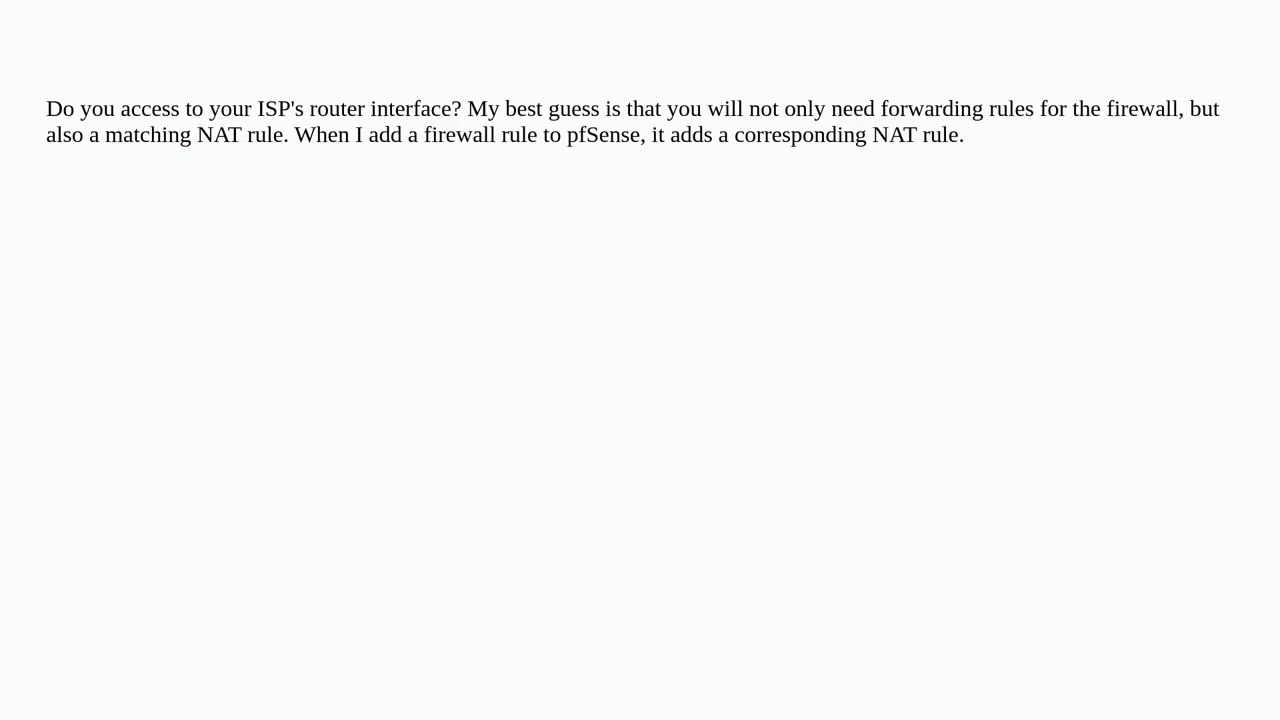 Do you access to your ISP's router interface? My best guess is that you will not only need forwarding rules for the firewall, but
also a matching NAT rule. When I add a firewall rule to pfSense, it adds a corresponding NAT rule.